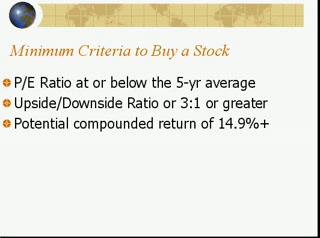 Minimum Criteria to Buy a Stock
P/E Ratio at or below the 5-yr average
Upside/Downside Ratio or 3:1 or greater
Potential compounded return of 14.9%+